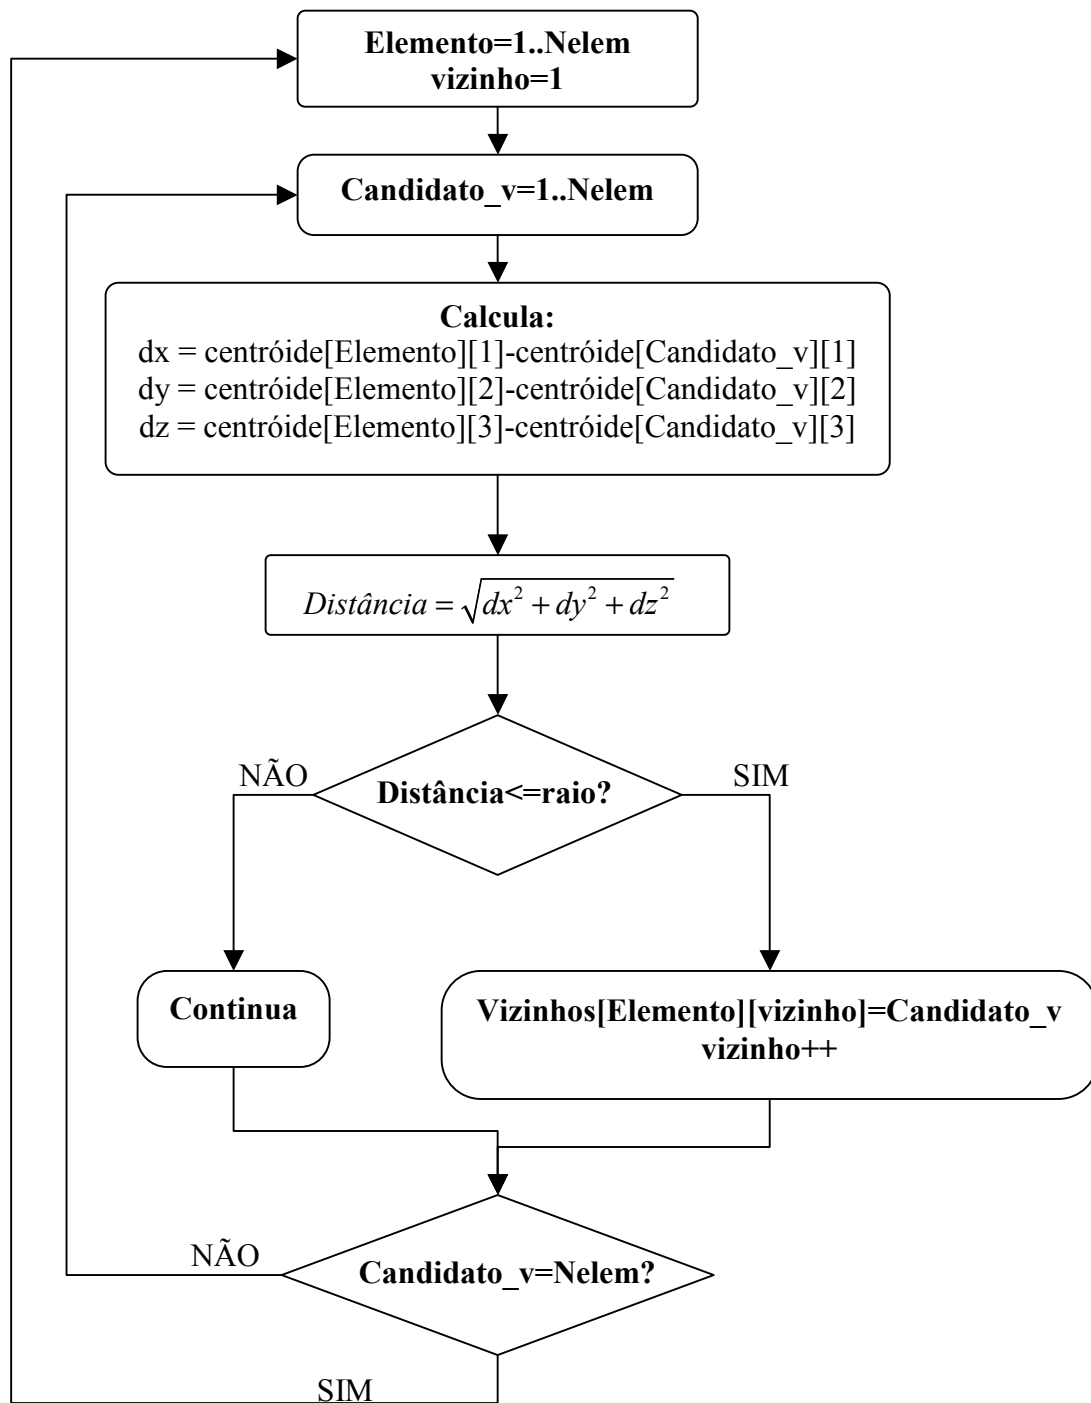 Elemento=1..Nelem
vizinho=1
Candidato_v=1..Nelem
Calcula:
dx = centróide[Elemento][1]-centróide[Candidato_v][1]
dy = centróide[Elemento][2]-centróide[Candidato_v][2]
dz = centróide[Elemento][3]-centróide[Candidato_v][3]
Distância = √dx² + dy² + dz²
NÃO
SIM
Distância<=raio?
Continua
Vizinhos[Elemento][vizinho]=Candidato_v
vizinho++
NÃO
Candidato_v=Nelem?
SIM